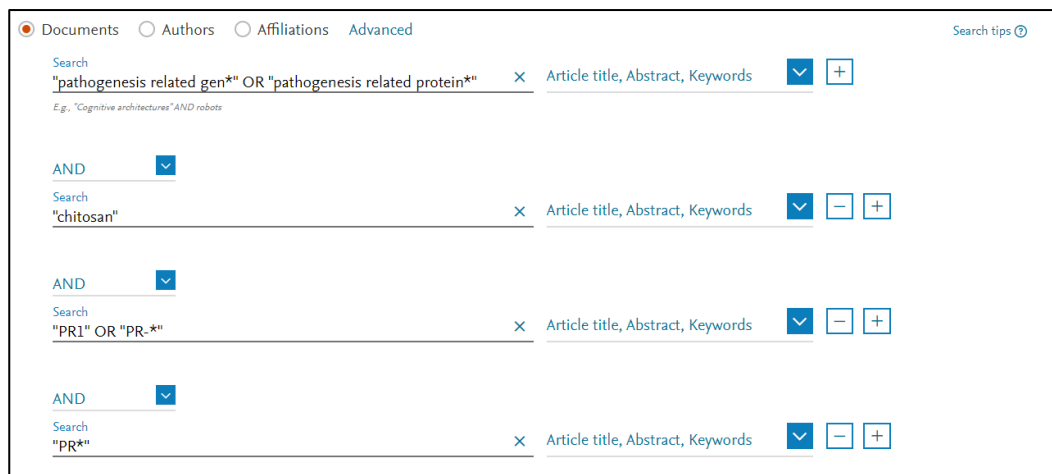 Documents Authors Affiliations Advanced Search tips
Search
"pathogenesis related gen*" OR "pathogenesis related protein*" Article title, Abstract, Keywords
E.g., "Cognitive architectures" AND robots
AND
Search
"chitosan" Article title, Abstract, Keywords
AND
Search
"PR1" OR "PR-*" Article title, Abstract, Keywords
AND
Search
"PR*" Article title, Abstract, Keywords